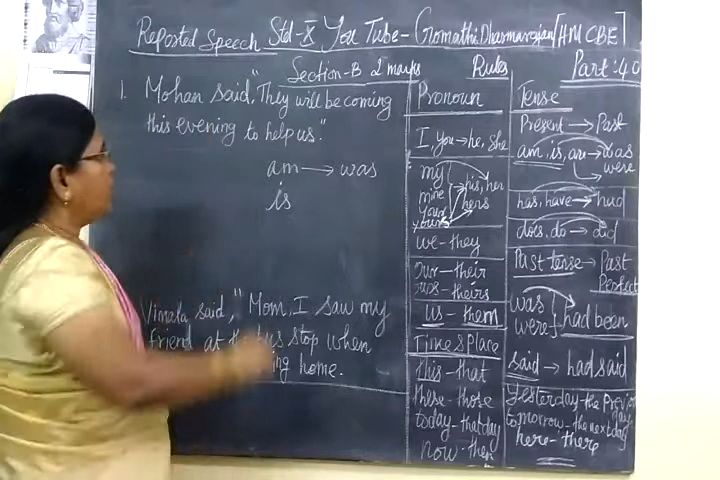 Reported Speech Std-X You Tube- Gomathi Dharmarajan [HM CBE]
Section-B 2 marks
Rules
Part:40
1. Mohan said, "They will be coming
this evening to help us."
am → was
is
Vimala said, "Mom, I saw my
friend at the bus stop when
home.
Pronoun
I, you → he, she
my
mine
your
yours
his, her
hers
we - they
our - their
ours - theirs
us - them
Time & Place
This - that
these - those
today - that day
now - then
Tense
Present → Past
am, is, are → was
were
has, have → had
does, do → did
Past tense → Past
Perfect
was
were
had been
said → had said
Yesterday - the previous
day
tomorrow - the next day
here - there